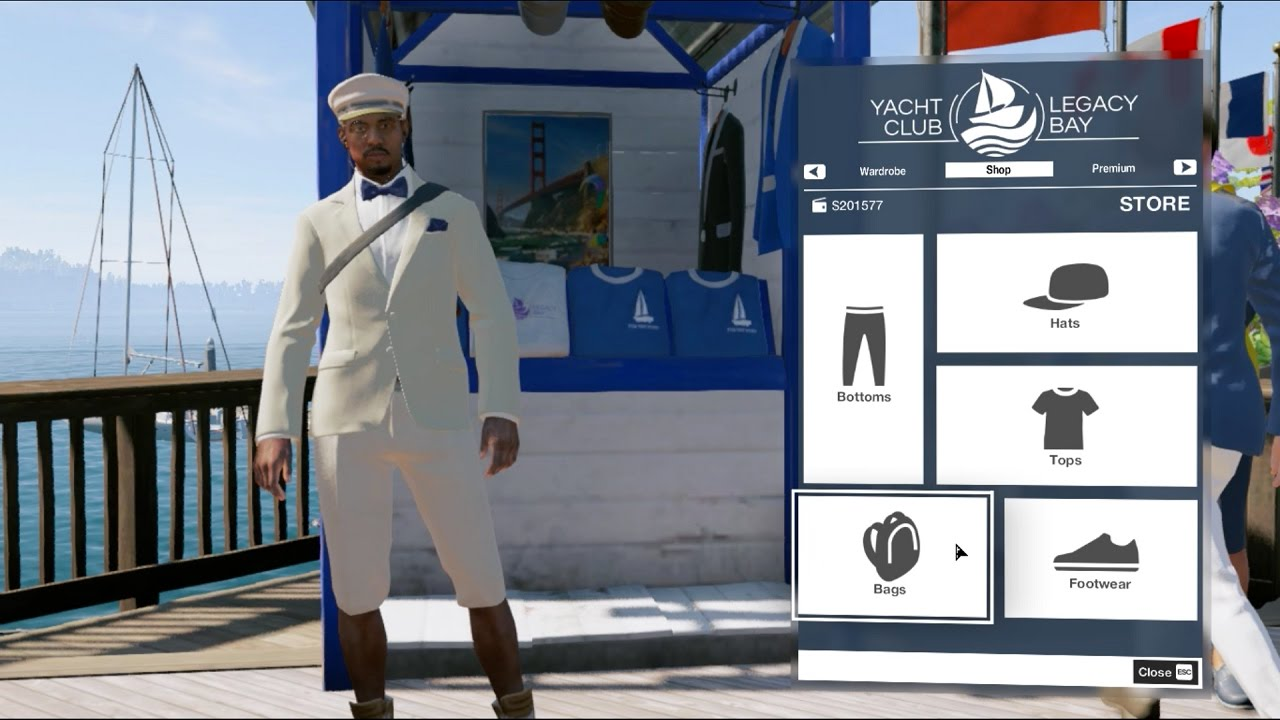 YACHT CLUB
LEGACY BAY
Wardrobe
Shop
Premium
S201577
STORE
Bottoms
Hats
Tops
Bags
Footwear
Close ESC